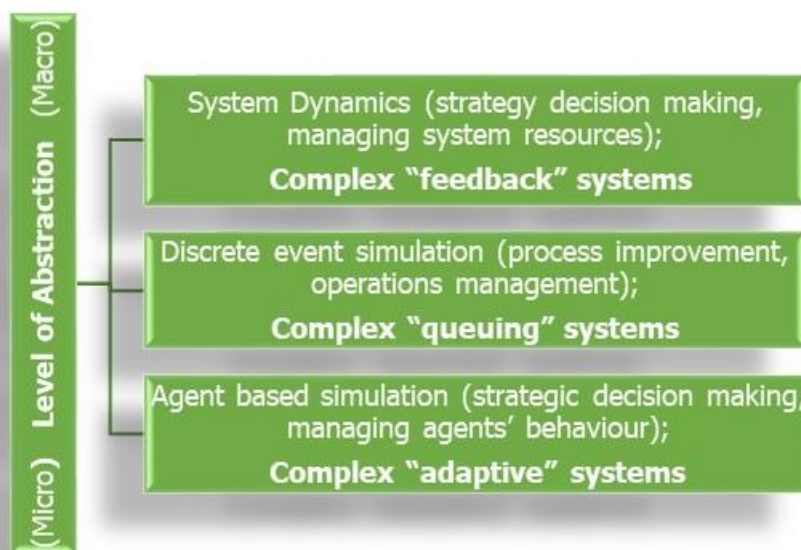 (Micro) Level of Abstraction (Macro)
System Dynamics (strategy decision making,
managing system resources);
Complex “feedback” systems
Discrete event simulation (process improvement,
operations management);
Complex “queuing” systems
Agent based simulation (strategic decision making,
managing agents’ behaviour);
Complex “adaptive” systems